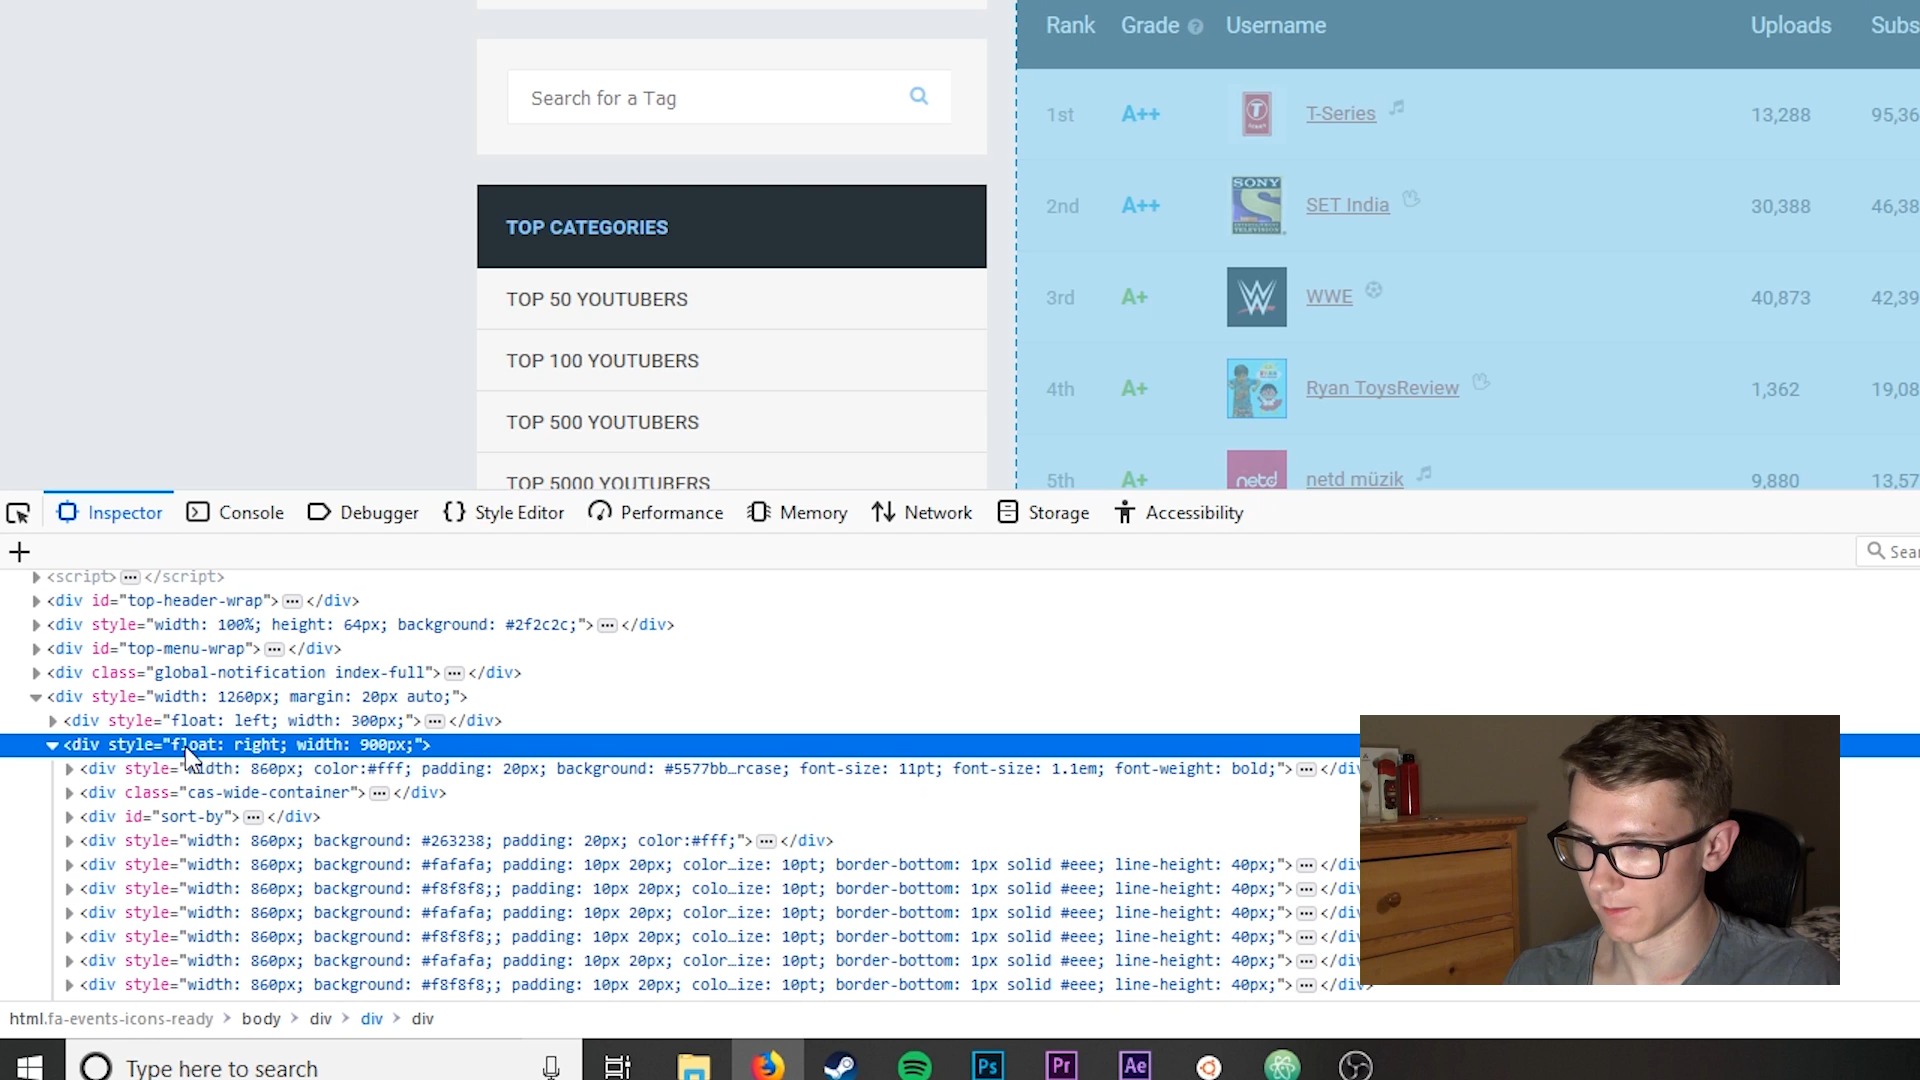 Rank Grade ? Username Uploads Subs
Search for a Tag
1st A++ T-Series 13,288 95,36
SONY
2nd A++ SET India 30,388 46,38
TOP CATEGORIES
3rd A+ WWE 40,873 42,39
TOP 50 YOUTUBERS
TOP 100 YOUTUBERS
4th A+ Ryan ToysReview 1,362 19,08
TOP 500 YOUTUBERS
TOP 5000 YOUTUBERS
5th A+ netd netd müzik 9,880 13,57
Inspector Console Debugger {} Style Editor Performance Memory Network Storage Accessibility
+ Sear
<script> ... </script>
<div id="top-header-wrap"> ... </div>
<div style="width: 100%; height: 64px; background: #2f2c2c;"> ... </div>
<div id="top-menu-wrap"> ... </div>
<div class="global-notification index-full"> ... </div>
<div style="width: 1260px; margin: 20px auto;">
<div style="float: left; width: 300px;"> ... </div>
<div style="float: right; width: 900px;">
<div style="width: 860px; color:#fff; padding: 20px; background: #5577bb…rcase; font-size: 11pt; font-size: 1.1em; font-weight: bold;"> ... </div
<div class="cas-wide-container"> ... </div>
<div id="sort-by"> ... </div>
<div style="width: 860px; background: #263238; padding: 20px; color:#fff;"> ... </div>
<div style="width: 860px; background: #fafafa; padding: 10px 20px; color…ize: 10pt; border-bottom: 1px solid #eee; line-height: 40px;"> ... </div
<div style="width: 860px; background: #f8f8f8;; padding: 10px 20px; colo…ize: 10pt; border-bottom: 1px solid #eee; line-height: 40px;"> ... </div
<div style="width: 860px; background: #fafafa; padding: 10px 20px; color…ize: 10pt; border-bottom: 1px solid #eee; line-height: 40px;"> ... </div
<div style="width: 860px; background: #f8f8f8;; padding: 10px 20px; colo…ize: 10pt; border-bottom: 1px solid #eee; line-height: 40px;"> ... </div
<div style="width: 860px; background: #fafafa; padding: 10px 20px; color…ize: 10pt; border-bottom: 1px solid #eee; line-height: 40px;"> ... </div
<div style="width: 860px; background: #f8f8f8;; padding: 10px 20px; colo…ize: 10pt; border-bottom: 1px solid #eee; line-height: 40px;"> ... </div>
html.fa-events-icons-ready > body > div > div > div
Type here to search Ps Pr Ae